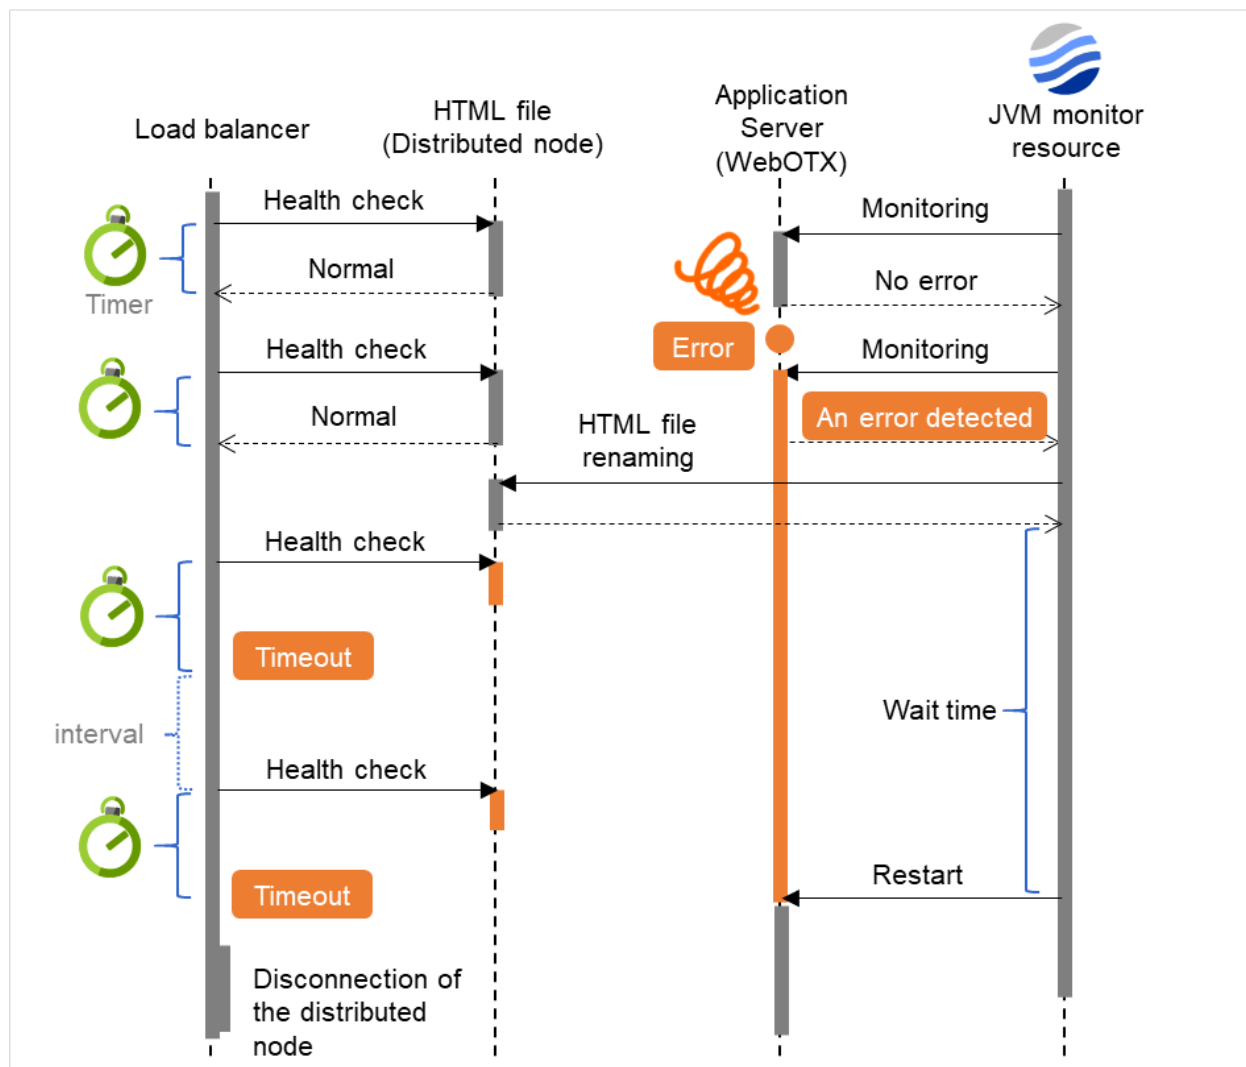 Load balancer
HTML file
(Distributed node)
Application
Server
(WebOTX)
JVM monitor
resource
Health check
Monitoring
Normal
No error
Timer
Error
Health check
Monitoring
Normal
An error detected
HTML file
renaming
Health check
Timeout
Wait time
interval
Health check
Timeout
Restart
Disconnection of
the distributed
node